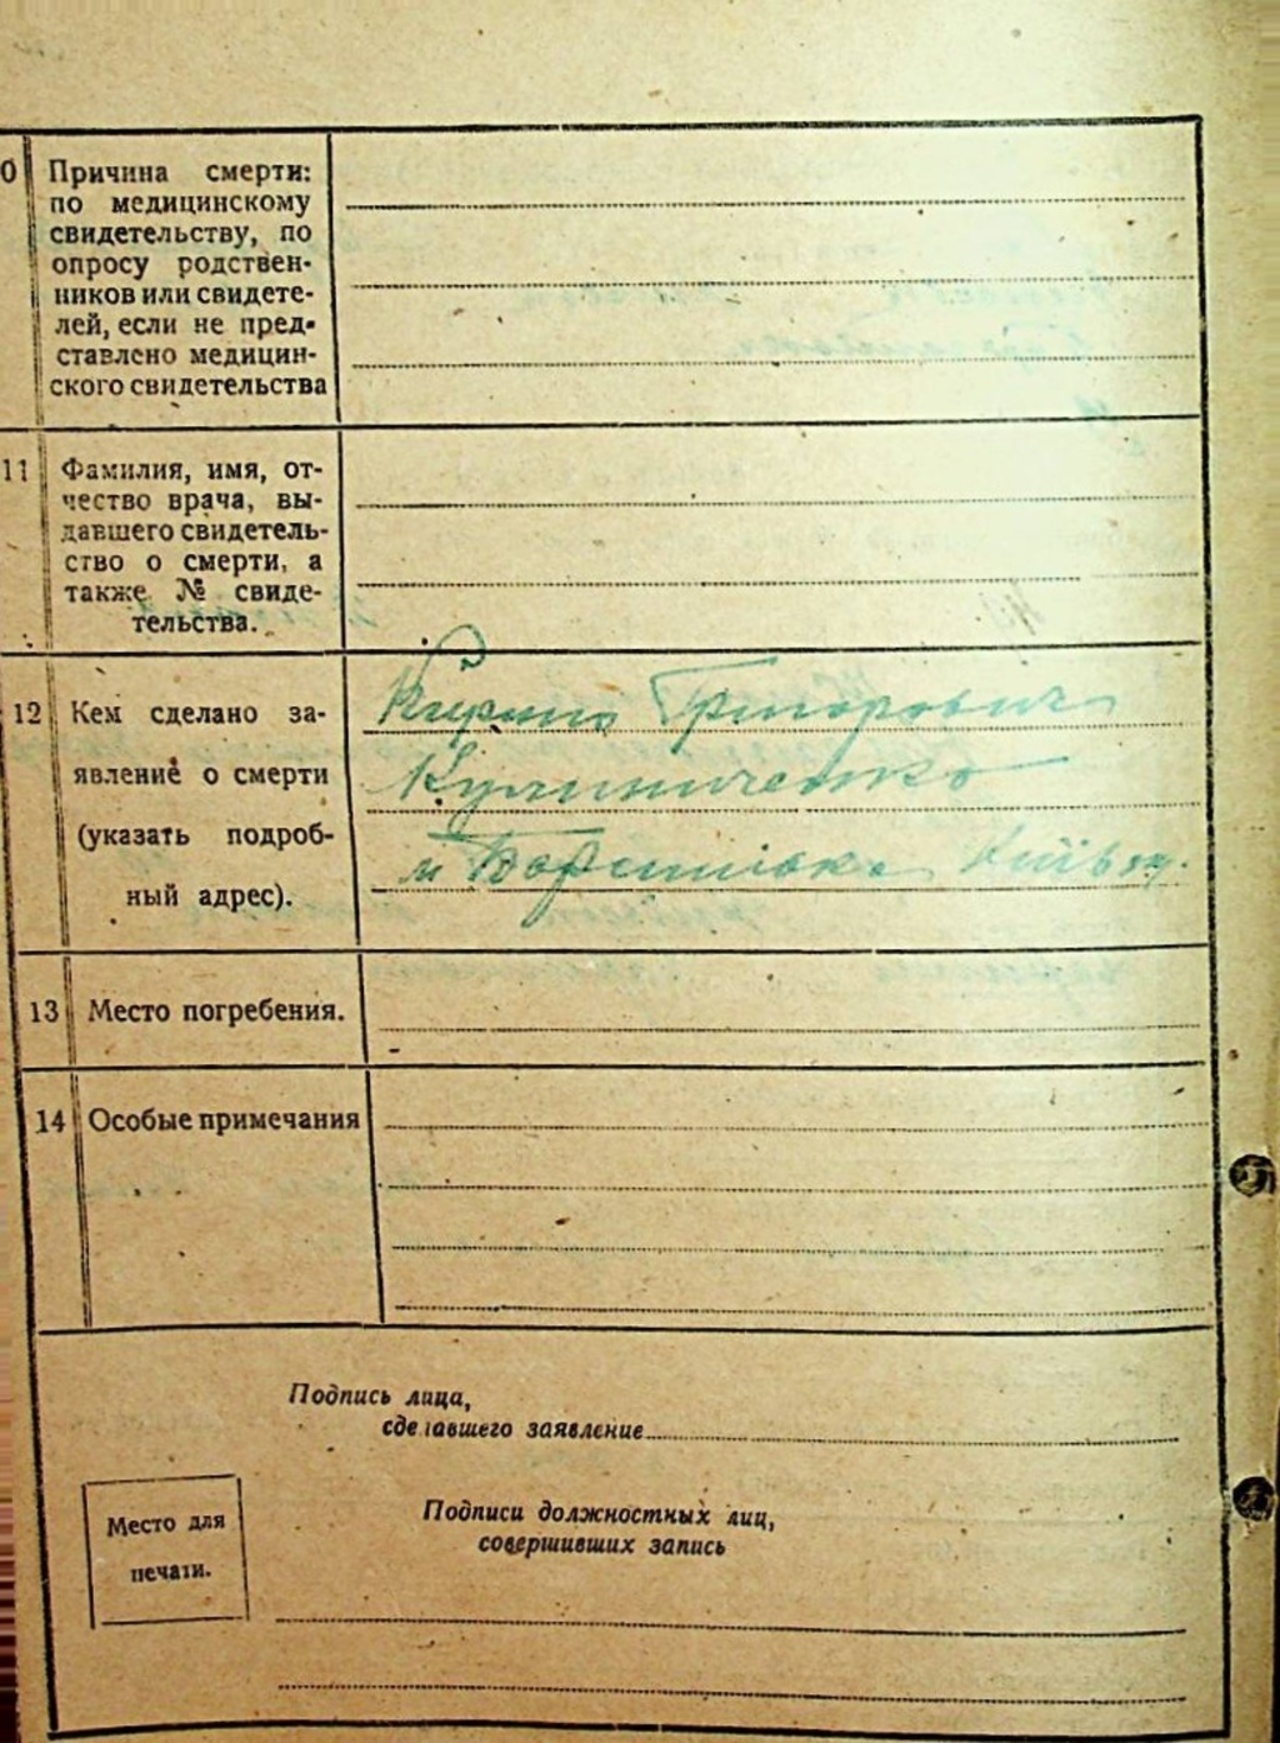 0 Причина смерти:
по медицинскому
свидетельству, по
опросу родствен-
ников или свидете-
лей, если не пред-
ставлено медицин-
ского свидетельства
11 Фамилия, имя, от-
чество врача, вы-
давшего свидетель-
ство о смерти, а
также № свиде-
тельства.
12 Кем сделано за-
явление о смерти
(указать подроб-
ный адрес).
Григорович
Кулиниченко
м
13 Место погребения.
14 Особые примечания
Подпись лица,
сделавшего заявление
Подписи должностных лиц,
совершивших запись
Место для
печати.